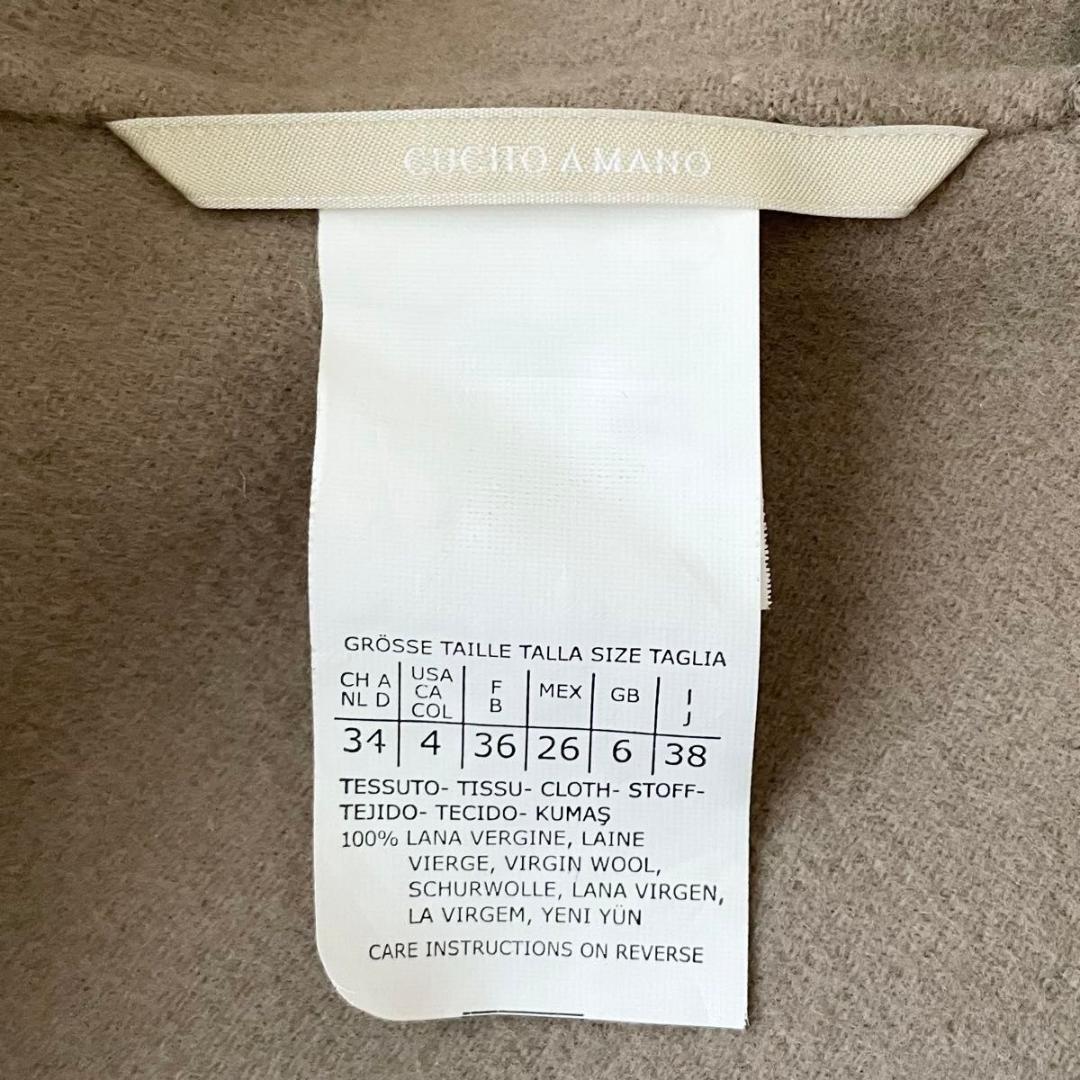 CUCITO A MANO
GRÖSSE TAILLE TALLA SIZE TAGLIA
CH A USA F MEX GB I
NL D CA B J
COL
34 4 36 26 6 38
TESSUTO- TISSU- CLOTH- STOFF-
TEJIDO- TECIDO- KUMAŞ
100% LANA VERGINE, LAINE
VIERGE, VIRGIN WOOL,
SCHURWOLLE, LANA VIRGEN,
LA VIRGEM, YENI YÜN
CARE INSTRUCTIONS ON REVERSE